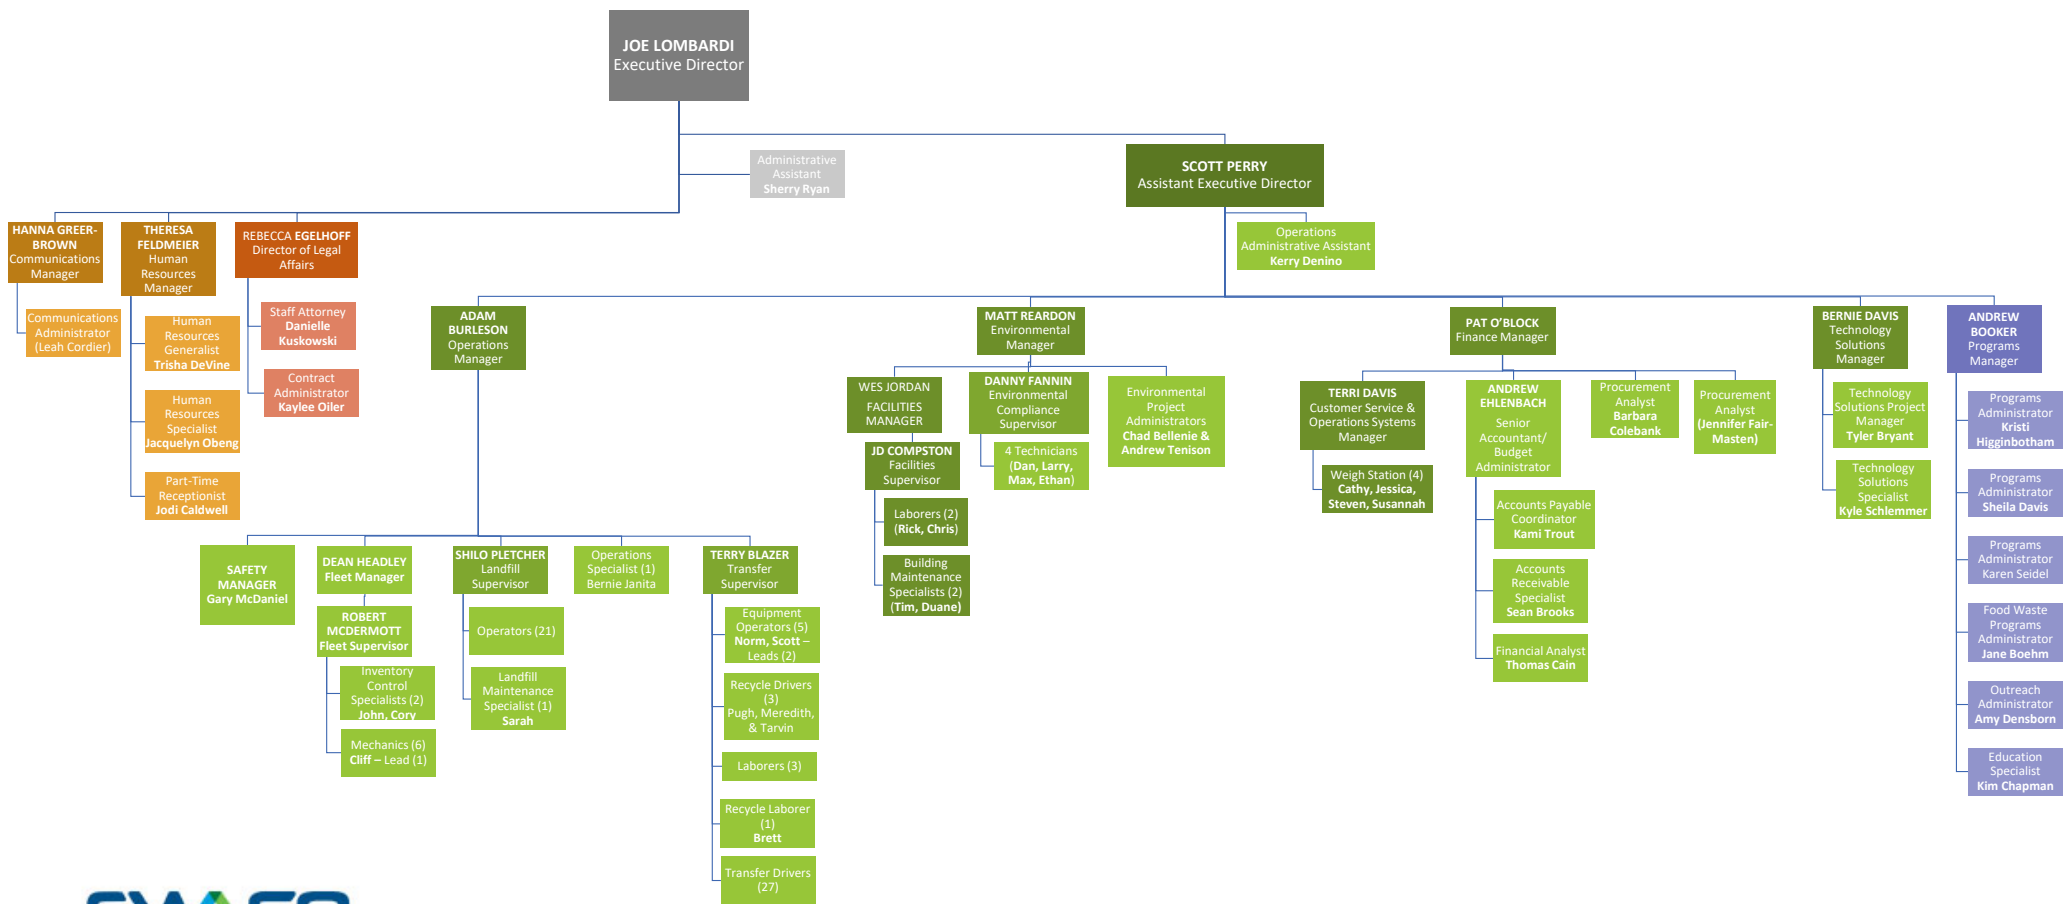 JOE LOMBARDI
Executive Director
Administrative
Assistant
Sherry Ryan
SCOTT PERRY
Assistant Executive Director
Operations
Administrative Assistant
Kerry Denino
HANNA GREER-
BROWN
Communications
Manager
Communications
Administrator
(Leah Cordier)
THERESA
FELDMEIER
Human
Resources
Manager
Human
Resources
Generalist
Trisha DeVine
Human
Resources
Specialist
Jacquelyn Obeng
Part-Time
Receptionist
Jodi Caldwell
REBECCA EGELHOFF
Director of Legal
Affairs
Staff Attorney
Danielle
Kuskowski
Contract
Administrator
Kaylee Oiler
ADAM
BURLESON
Operations
Manager
SAFETY
MANAGER
Gary McDaniel
DEAN HEADLEY
Fleet Manager
ROBERT
MCDERMOTT
Fleet Supervisor
Inventory
Control
Specialists (2)
John, Cory
Mechanics (6)
Cliff – Lead (1)
SHILO PLETCHER
Landfill
Supervisor
Operators (21)
Landfill
Maintenance
Specialist (1)
Sarah
Operations
Specialist (1)
Bernie Janita
TERRY BLAZER
Transfer
Supervisor
Equipment
Operators (5)
Norm, Scott –
Leads (2)
Recycle Drivers
(3)
Pugh, Meredith,
& Tarvin
Laborers (3)
Recycle Laborer
(1)
Brett
Transfer Drivers
(27)
MATT REARDON
Environmental
Manager
WES JORDAN
FACILITIES
MANAGER
JD COMPSTON
Facilities
Supervisor
Laborers (2)
(Rick, Chris)
Building
Maintenance
Specialists (2)
(Tim, Duane)
DANNY FANNIN
Environmental
Compliance
Supervisor
4 Technicians
(Dan, Larry,
Max, Ethan)
Environmental
Project
Administrators
Chad Bellenie &
Andrew Tenison
PAT O’BLOCK
Finance Manager
TERRI DAVIS
Customer Service &
Operations Systems
Manager
Weigh Station (4)
Cathy, Jessica,
Steven, Susannah
ANDREW
EHLENBACH
Senior
Accountant/
Budget
Administrator
Accounts Payable
Coordinator
Kami Trout
Accounts
Receivable
Specialist
Sean Brooks
Financial Analyst
Thomas Cain
Procurement
Analyst
Barbara
Colebank
Procurement
Analyst
(Jennifer Fair-
Masten)
BERNIE DAVIS
Technology
Solutions
Manager
Technology
Solutions Project
Manager
Tyler Bryant
Technology
Solutions
Specialist
Kyle Schlemmer
ANDREW
BOOKER
Programs
Manager
Programs
Administrator
Kristi
Higginbotham
Programs
Administrator
Sheila Davis
Programs
Administrator
Karen Seidel
Food Waste
Programs
Administrator
Jane Boehm
Outreach
Administrator
Amy Densborn
Education
Specialist
Kim Chapman